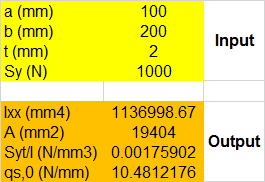 a (mm) 100
b (mm) 200
t (mm) 2
Sy (N) 1000
Input
Ixx (mm4) 1136998.67
A (mm2) 19404
Syt/I (N/mm3) 0.00175902
qs,0 (N/mm) 10.4812176
Output